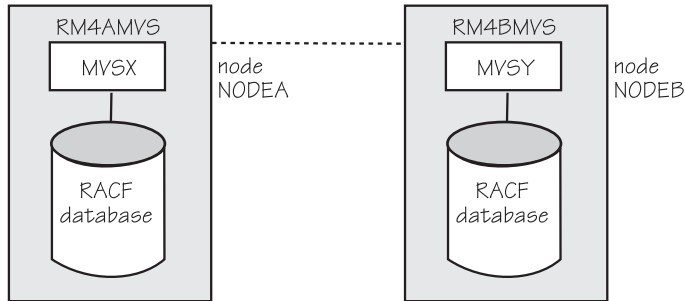 RM4AMVS
MVSX
node
NODEA
RACF
database
RM4BMVS
MVSY
node
NODEB
RACF
database